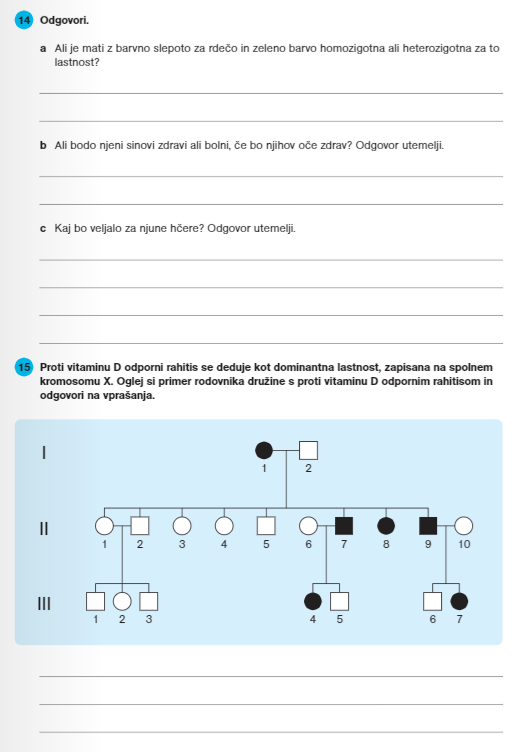 14 Odgovori.
a Ali je mati z barvno slepoto za rdečo in zeleno barvo homozigotna ali heterozigotna za to
lastnost?
b Ali bodo njeni sinovi zdravi ali bolni, če bo njihov oče zdrav? Odgovor utemelji.
c Kaj bo veljalo za njune hčere? Odgovor utemelji.
15 Proti vitaminu D odporni rahitis se deduje kot dominantna lastnost, zapisana na spolnem
kromosomu X. Oglej si primer rodovnika družine s proti vitaminu D odpornim rahitisom in
odgovori na vprašanja.
I
1 2
II
1 2 3 4 5 6 7 8 9 10
III
1 2 3 4 5 6 7